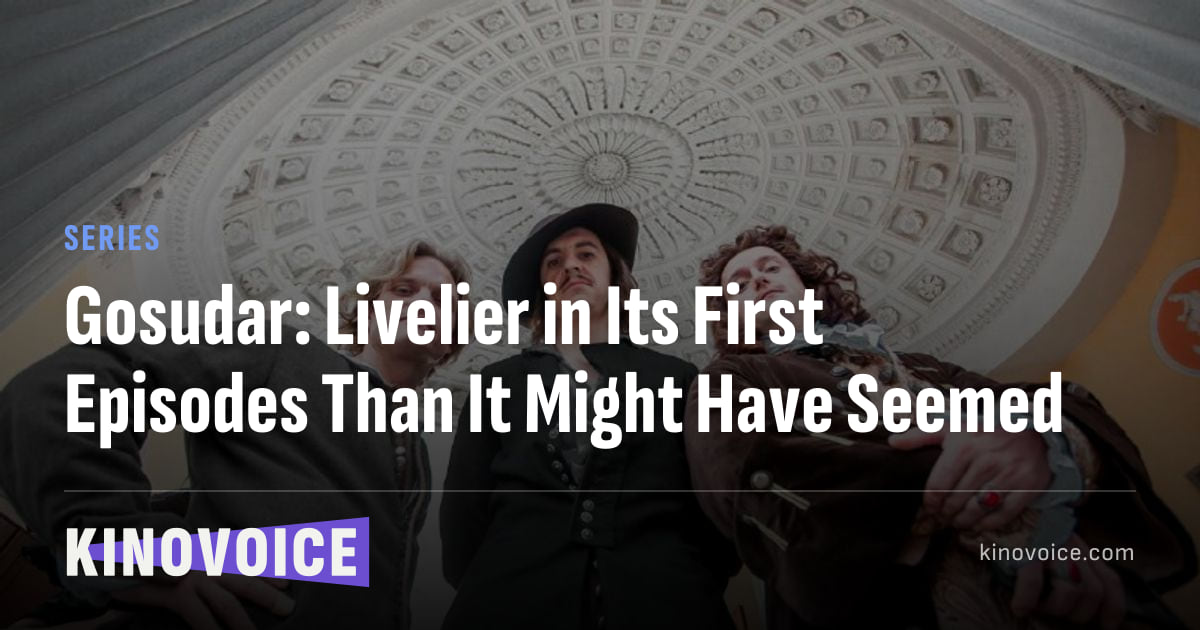 SERIES
Gosudar: Livelier in Its First
Episodes Than It Might Have Seemed
KINOVOICE
kinovoice.com